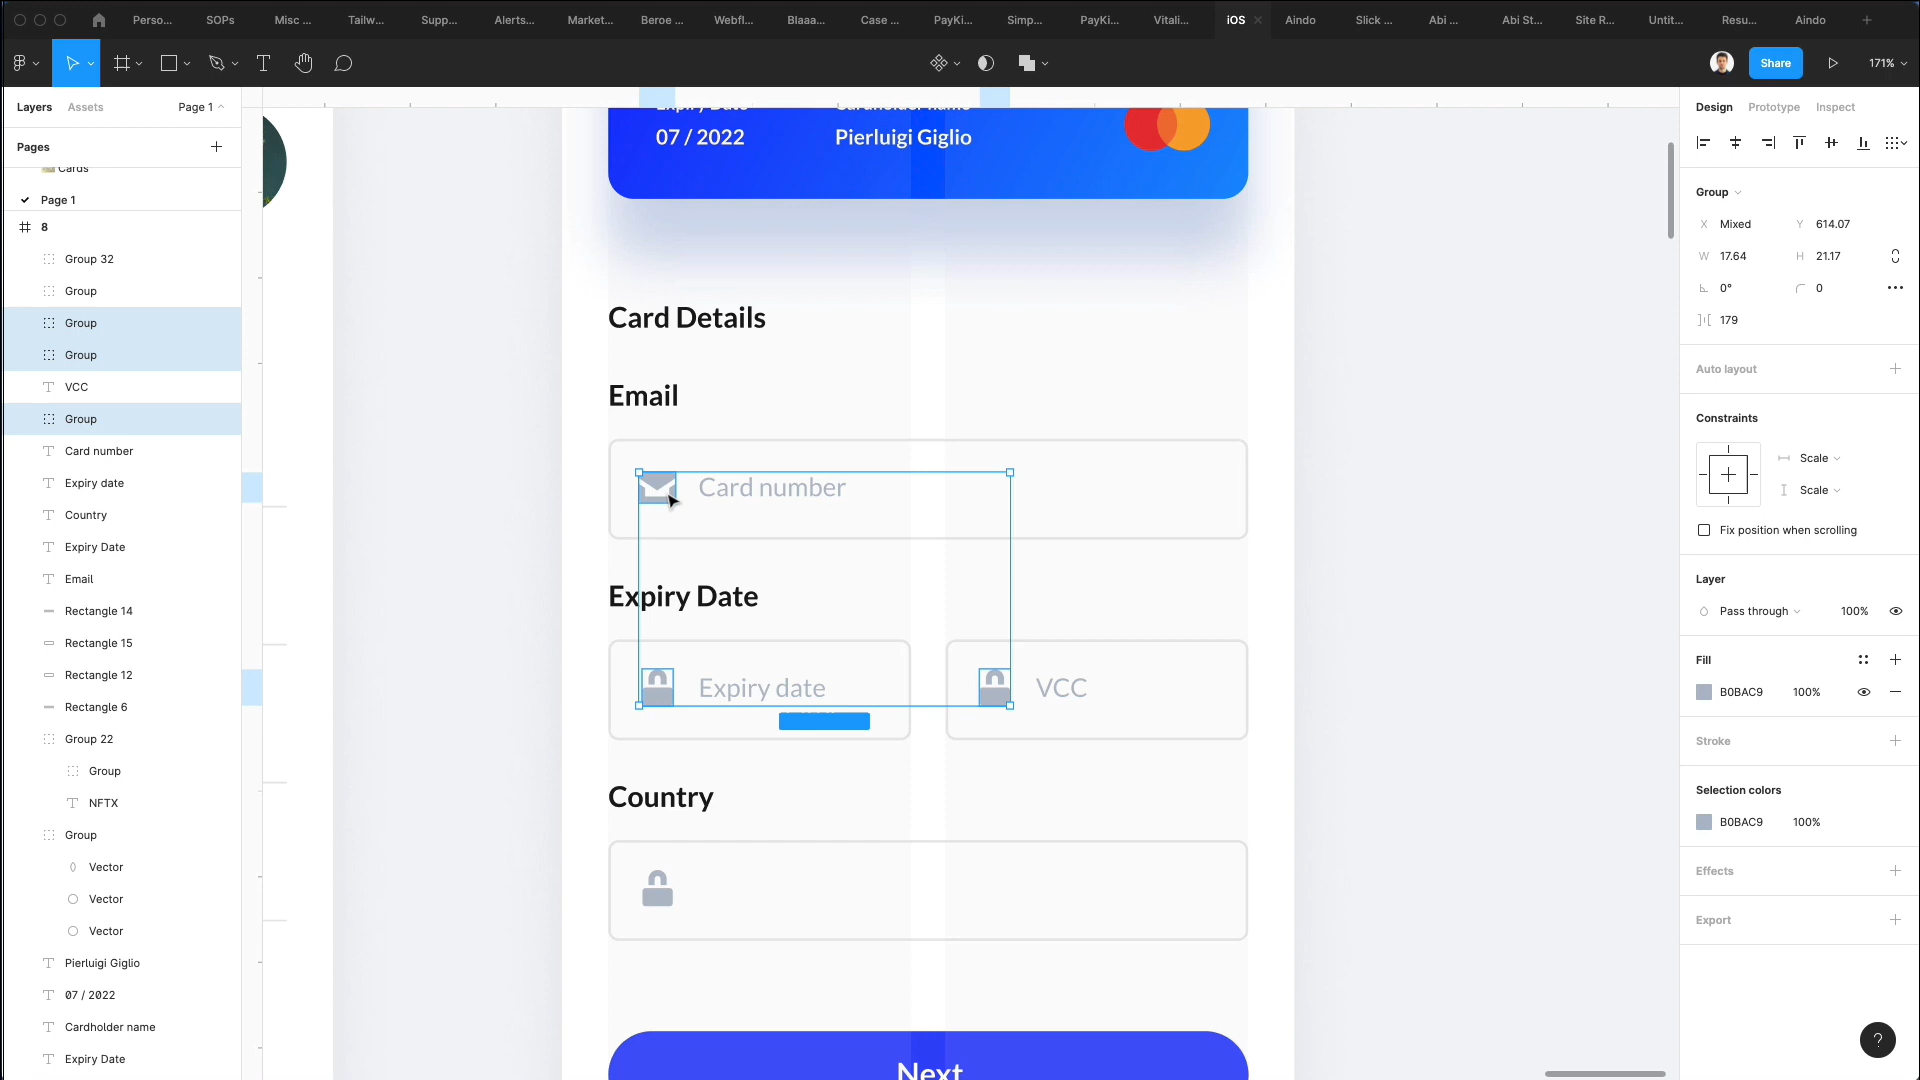 Perso...
SOPs
Misc ...
Tailw...
Supp...
Alerts...
Market...
Beroe ...
Webfl...
Blaaa...
Case ...
PayKi...
Simp...
PayKi...
Vitali...
iOS
Aindo
Slick ...
Abi ...
Abi St...
Site R...
Untit...
Resu...
Aindo
Share
171%
Layers
Assets
Page 1
Design
Prototype
Inspect
Pages
Cards
Page 1
8
Group 32
Group
Group
Group
VCC
Group
Card number
Expiry date
Country
Expiry Date
Email
Rectangle 14
Rectangle 15
Rectangle 12
Rectangle 6
Group 22
Group
NFTX
Group
Vector
Vector
Vector
Pierluigi Giglio
07 / 2022
Cardholder name
Expiry Date
Expiry Date
Cardholder name
07 / 2022
Pierluigi Giglio
Card Details
Email
Card number
Expiry Date
Expiry date
VCC
Country
Next
Group
X Mixed Y 614.07
W 17.64 H 21.17
0° 0
179
Auto layout
Constraints
Scale
Scale
Fix position when scrolling
Layer
Pass through 100%
Fill
B0BAC9 100%
Stroke
Selection colors
B0BAC9 100%
Effects
Export
?